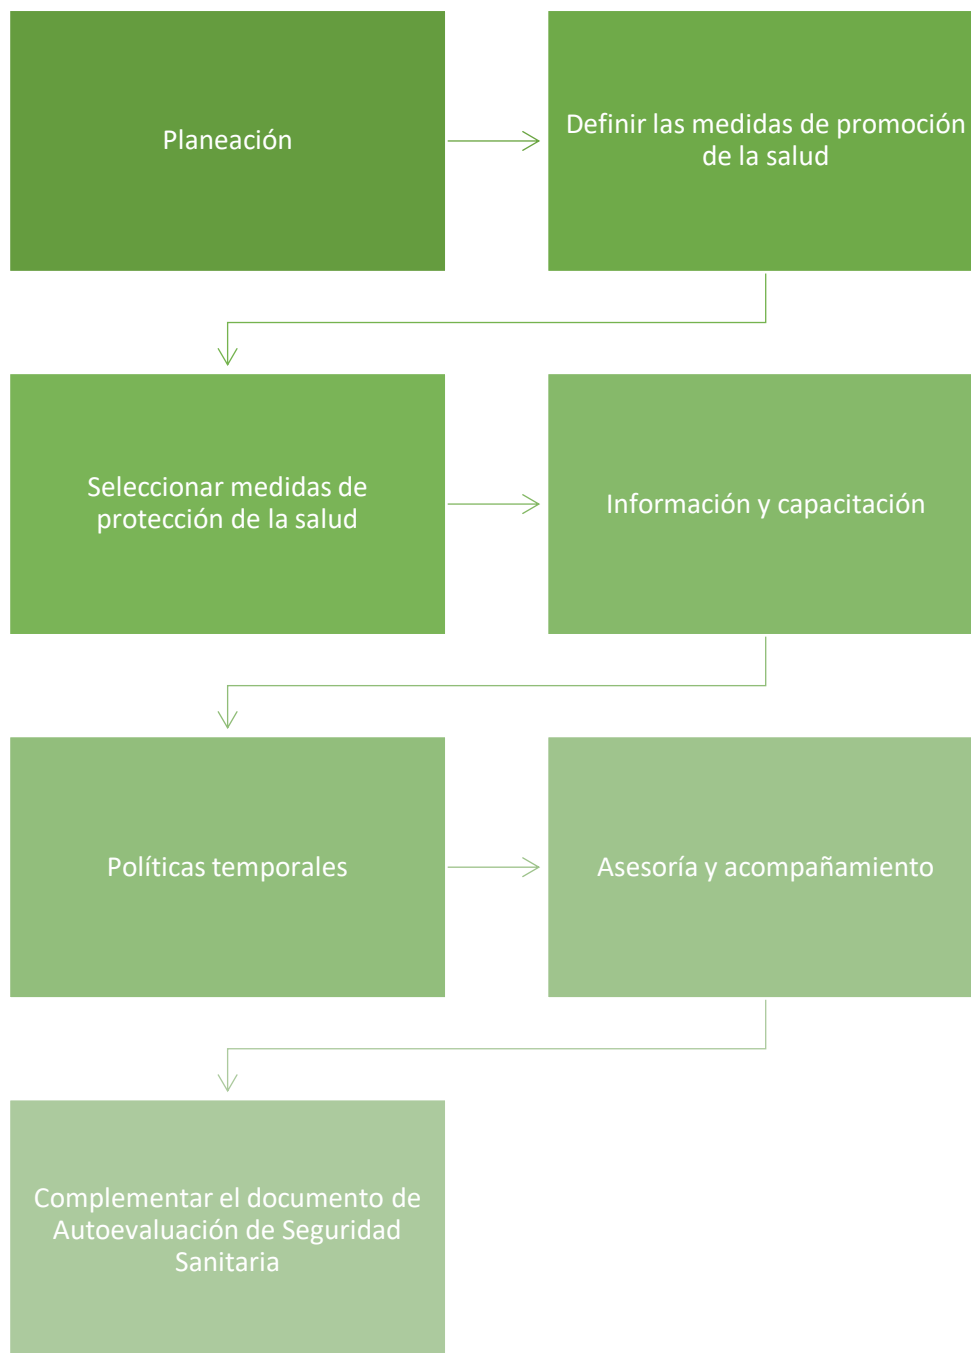 Planeación
Definir las medidas de promoción
de la salud
Seleccionar medidas de
protección de la salud
Información y capacitación
Políticas temporales
Asesoría y acompañamiento
Complementar el documento de
Autoevaluación de Seguridad
Sanitaria